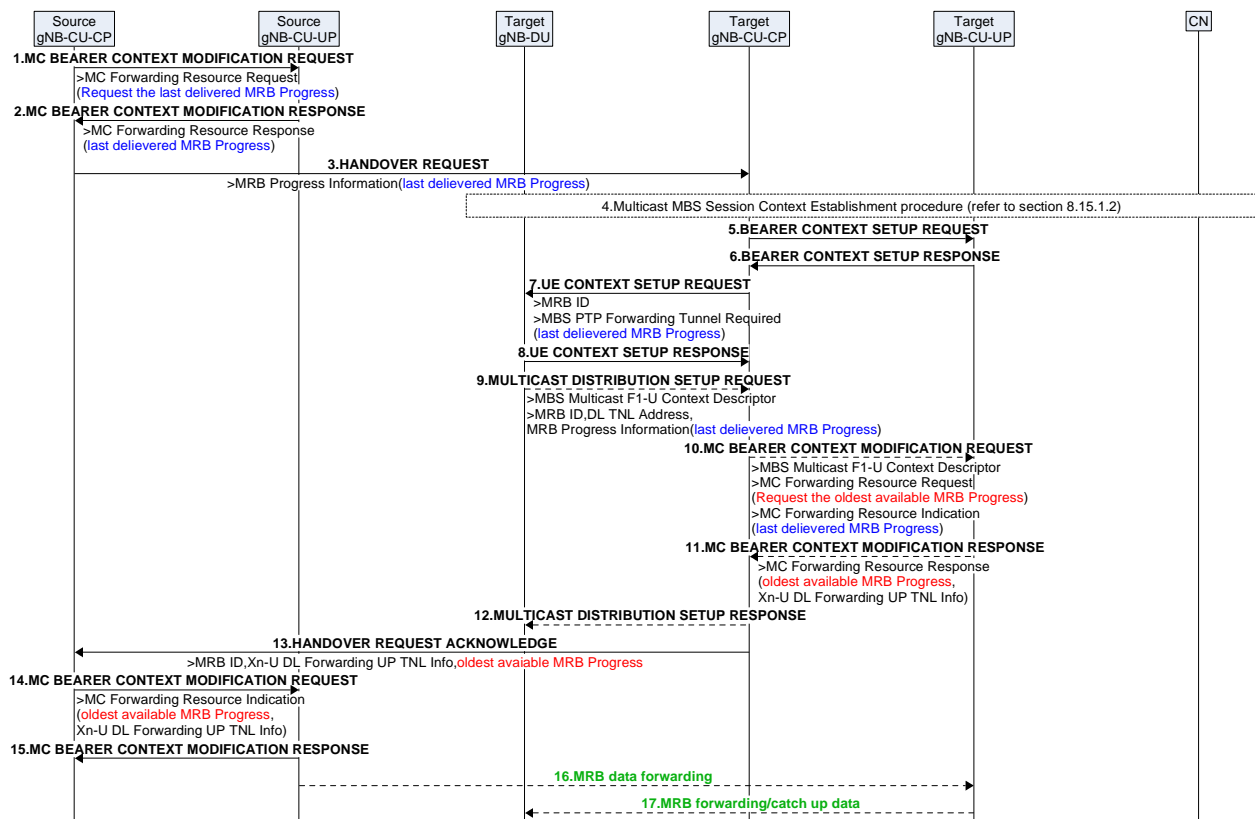 Source
gNB-CU-CP
Source
gNB-CU-UP
Target
gNB-DU
Target
gNB-CU-CP
Target
gNB-CU-UP
CN
1.MC BEARER CONTEXT MODIFICATION REQUEST
>MC Forwarding Resource Request
(Request the last delivered MRB Progress)
2.MC BEARER CONTEXT MODIFICATION RESPONSE
>MC Forwarding Resource Response
(last delievered MRB Progress)
3.HANDOVER REQUEST
>MRB Progress Information(last delievered MRB Progress)
4.Multicast MBS Session Context Establishment procedure (refer to section 8.15.1.2)
5.BEARER CONTEXT SETUP REQUEST
6.BEARER CONTEXT SETUP RESPONSE
7.UE CONTEXT SETUP REQUEST
>MRB ID
>MBS PTP Forwarding Tunnel Required
(last delievered MRB Progress)
8.UE CONTEXT SETUP RESPONSE
9.MULTICAST DISTRIBUTION SETUP REQUEST
>MBS Multicast F1-U Context Descriptor
>MRB ID,DL TNL Address,
MRB Progress Information(last delievered MRB Progress)
10.MC BEARER CONTEXT MODIFICATION REQUEST
>MBS Multicast F1-U Context Descriptor
>MC Forwarding Resource Request
(Request the oldest available MRB Progress)
>MC Forwarding Resource Indication
(last delievered MRB Progress)
11.MC BEARER CONTEXT MODIFICATION RESPONSE
>MC Forwarding Resource Response
(oldest available MRB Progress,
Xn-U DL Forwarding UP TNL Info)
12.MULTICAST DISTRIBUTION SETUP RESPONSE
13.HANDOVER REQUEST ACKNOWLEDGE
>MRB ID,Xn-U DL Forwarding UP TNL Info,oldest avaiable MRB Progress
14.MC BEARER CONTEXT MODIFICATION REQUEST
>MC Forwarding Resource Indication
(oldest available MRB Progress,
Xn-U DL Forwarding UP TNL Info)
15.MC BEARER CONTEXT MODIFICATION RESPONSE
16.MRB data forwarding
17.MRB forwarding/catch up data